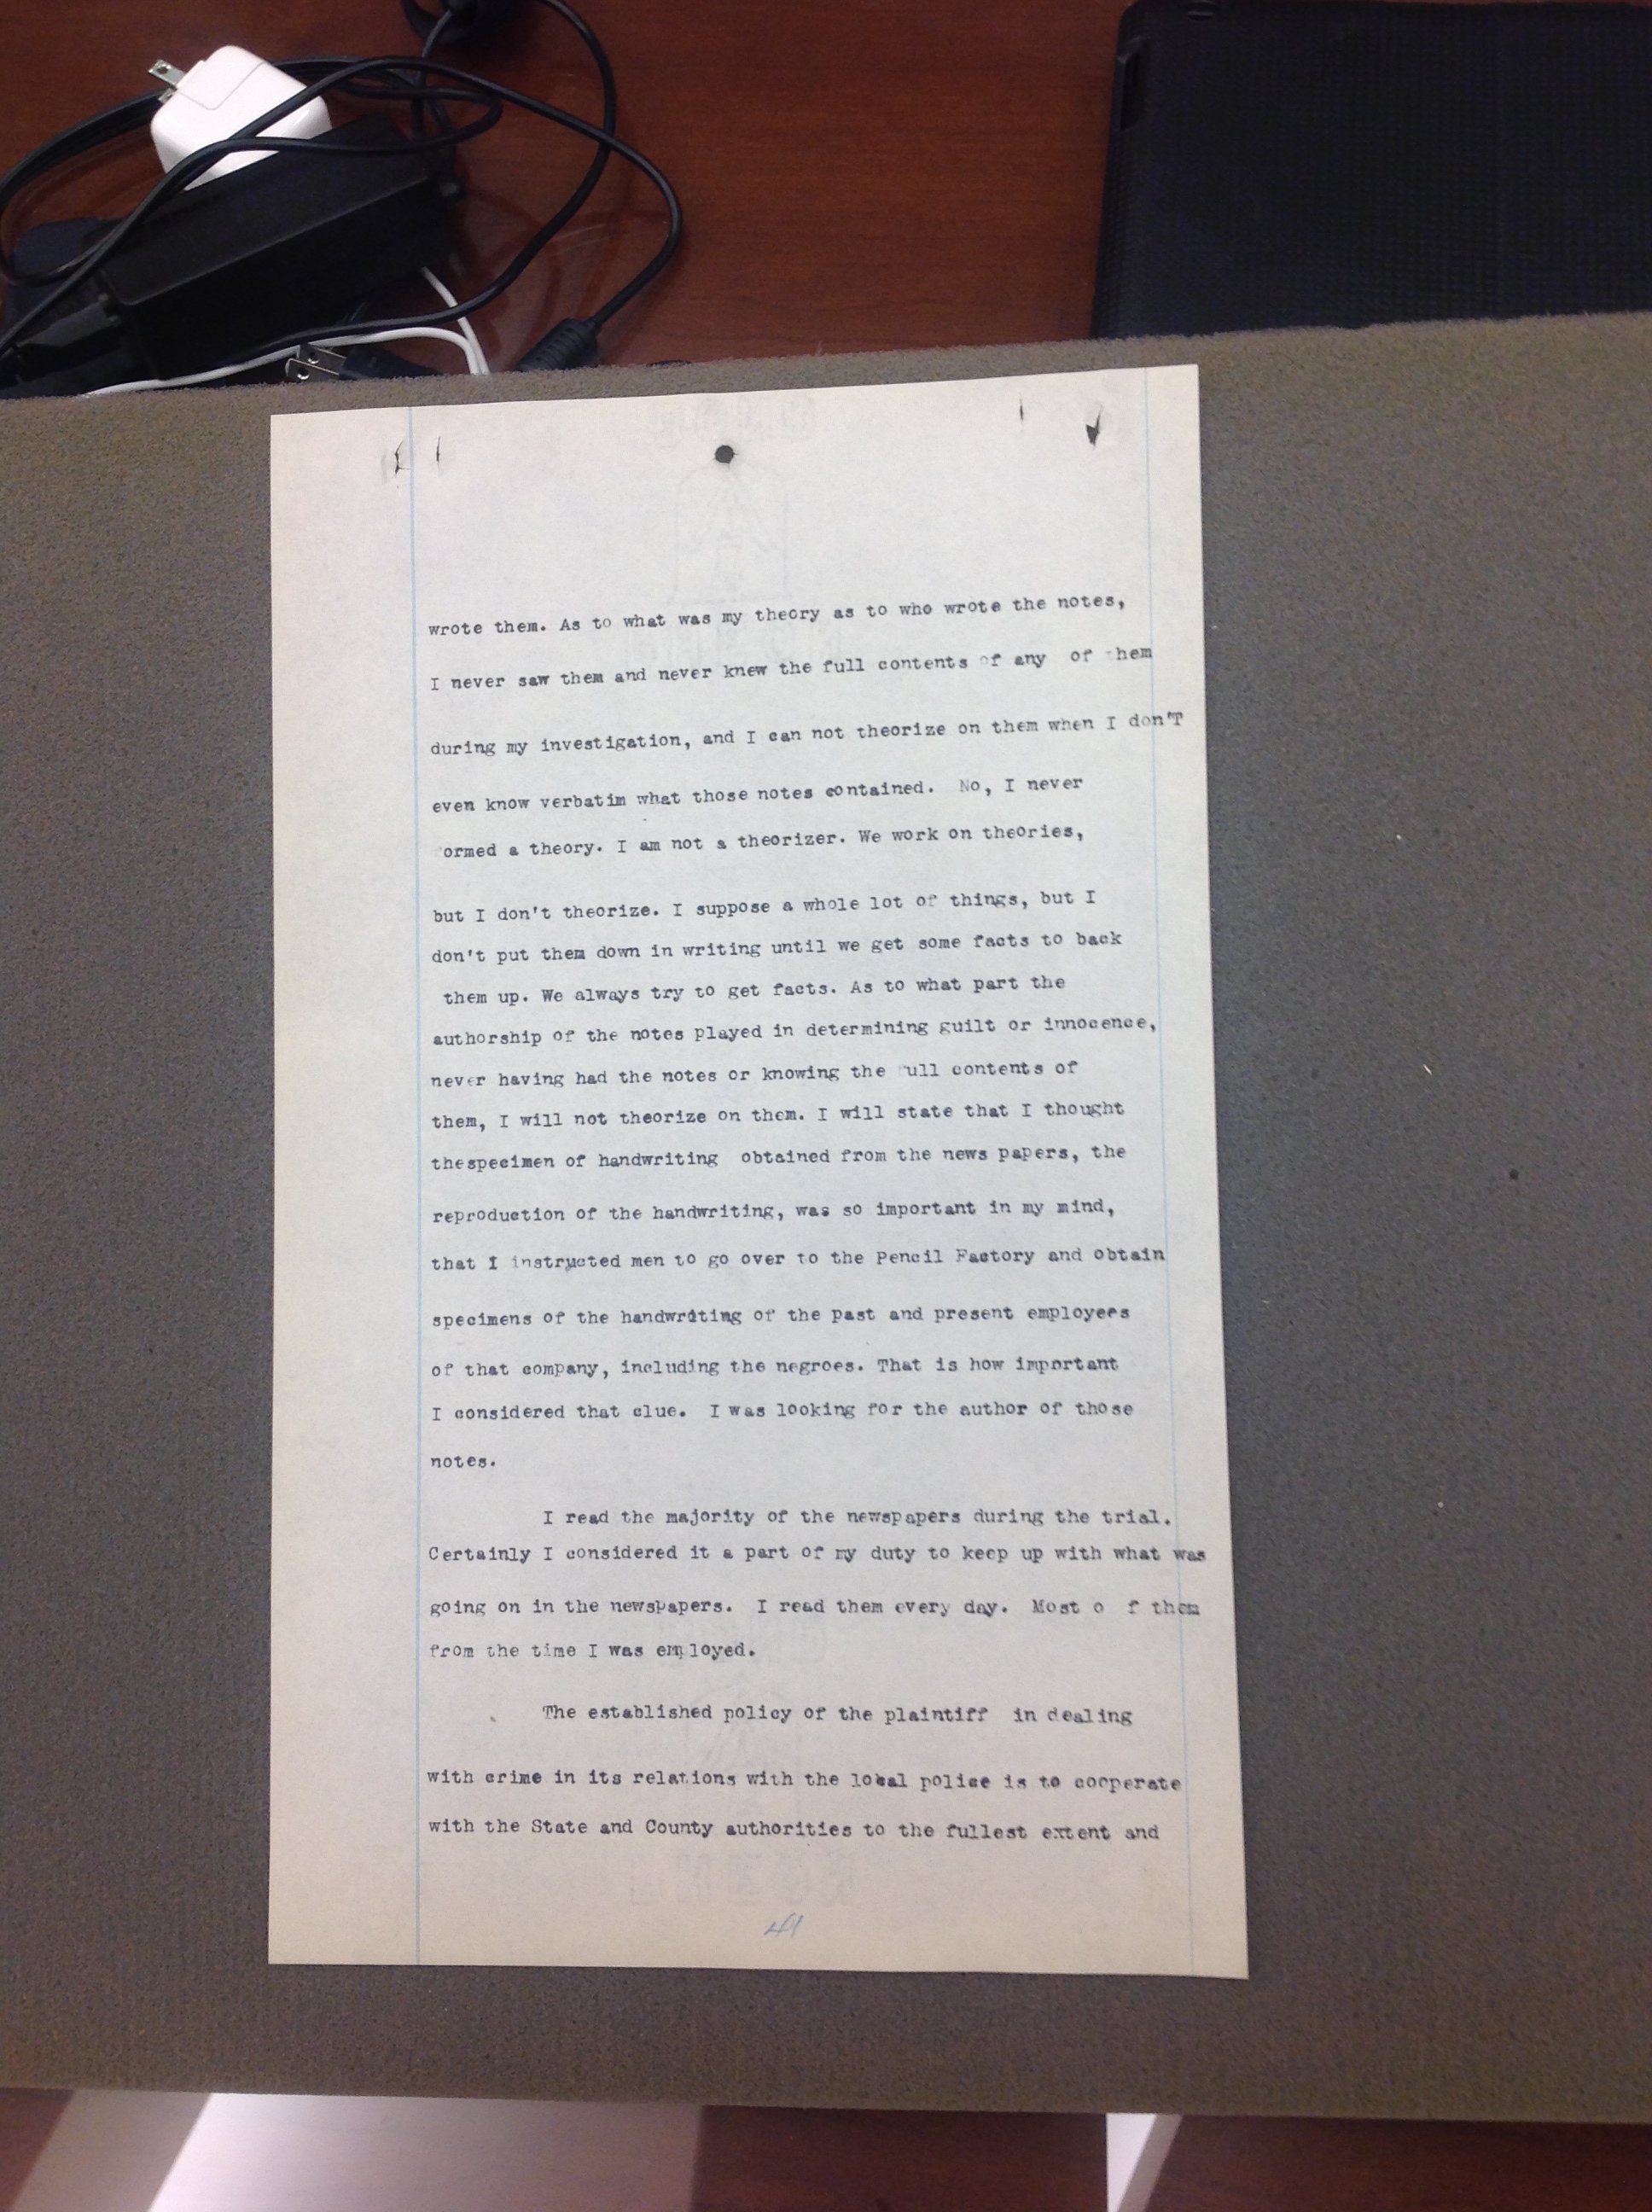 wrote them. As to what was my theory as to who wrote the notes,
I never saw them and never knew the full contents of any of them
during my investigation, and I can not theorize on them when I don'T
even know verbatim what those notes contained. No, I never
ormed a theory. I am not a theorizer. We work on theories,
but I don't theorize. I suppose a whole lot of things, but I
don't put them down in writing until we get some facts to back
them up. We always try to get facts. As to what part the
authorship of the notes played in determining guilt or innocence,
never having had the notes or knowing the full contents of
them, I will not theorize on them. I will state that I thought
thespecimen of handwriting obtained from the news papers, the
reproduction of the handwriting, was so important in my mind,
that I instructed men to go over to the Pencil Factory and obtain
specimens of the handwriting of the past and present employees
of that company, including the negroes. That is how important
I considered that clue. I was looking for the author of those
notes.
I read the majority of the newspapers during the trial.
Certainly I considered it a part of my duty to keep up with what was
going on in the newspapers. I read them every day. Most o f them
from the time I was employed.
The established policy of the plaintiff in dealing
with crime in its relations with the local police is to cooperate
with the State and County authorities to the fullest extent and
41